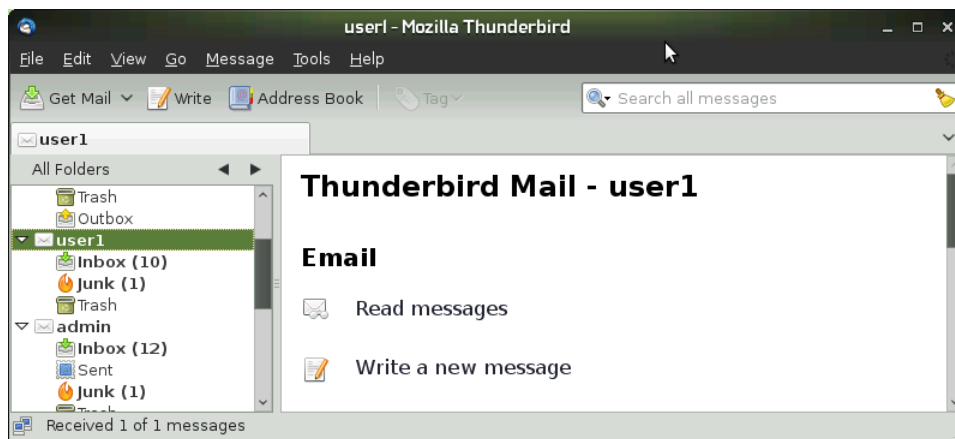 user1 - Mozilla Thunderbird
File Edit View Go Message Tools Help
Get Mail Write Address Book Tag Search all messages
user1
All Folders
Trash
Outbox
user1
Inbox (10)
Junk (1)
Trash
admin
Inbox (12)
Sent
Junk (1)
Trash
Thunderbird Mail - user1
Email
Read messages
Write a new message
Received 1 of 1 messages